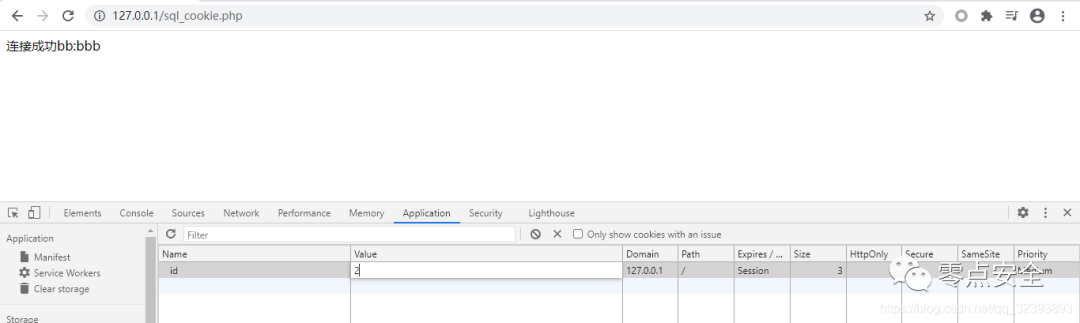 127.0.0.1/sql_cookie.php
连接成功bb:bbb
Elements Console Sources Network Performance Memory Application Security Lighthouse
Application
Filter
Only show cookies with an issue
Manifest
Service Workers
Clear storage
Storage
Name Value Domain Path Expires / ... Size HttpOnly Secure SameSite Priority
id 2 127.0.0.1 / Session 3 Medium
零点安全
https://blog.csdn.net/qq_32393893